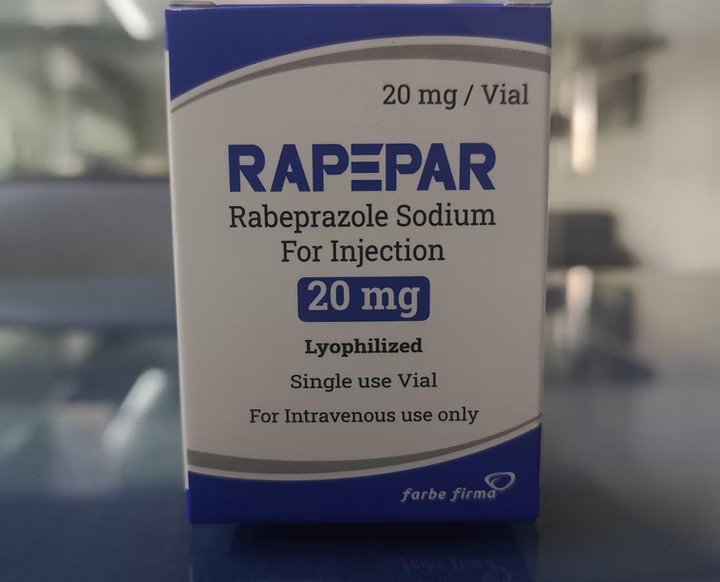 20 mg / Vial
RAPEPAR
Rabeprazole Sodium
For Injection
20 mg
Lyophilized
Single use Vial
For Intravenous use only
farbe firma